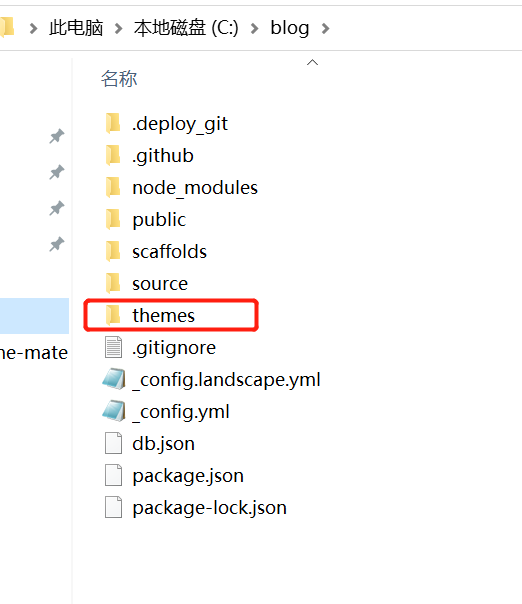 此电脑 > 本地磁盘 (C:) > blog >
名称
.deploy_git
.github
node_modules
public
scaffolds
source
themes
.gitignore
ne-mate
_config.landscape.yml
_config.yml
db.json
package.json
package-lock.json